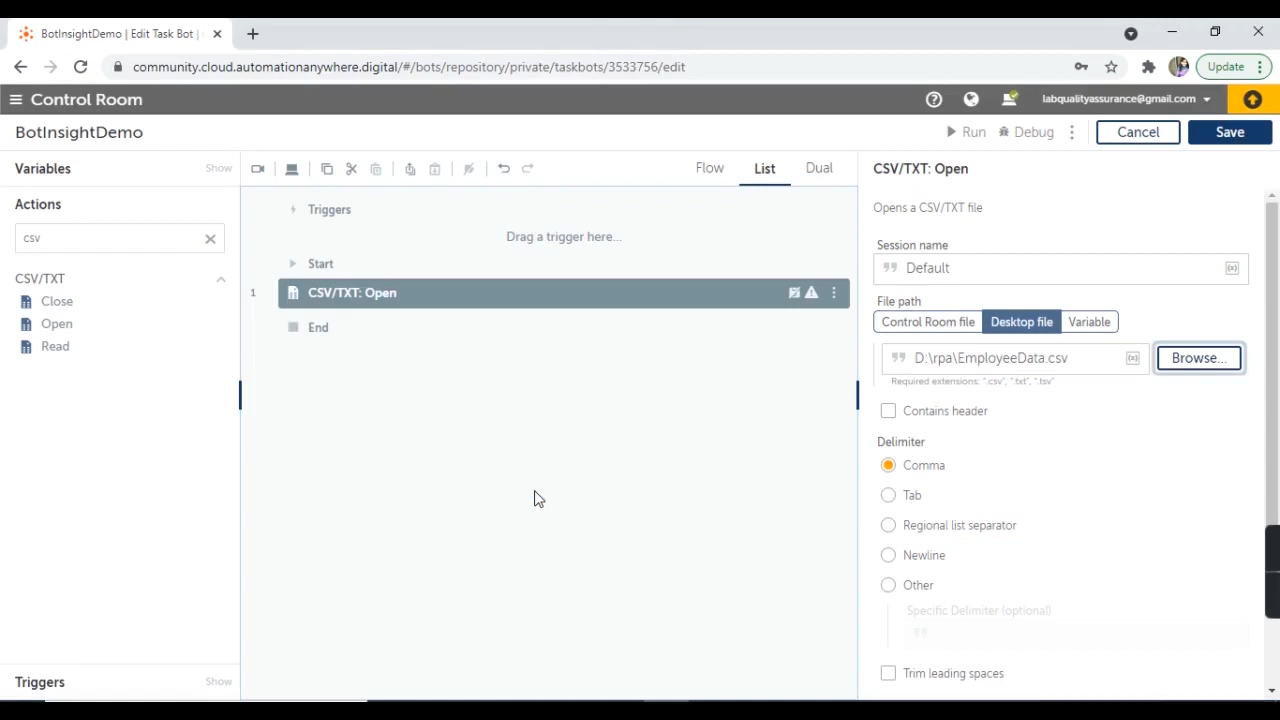 BotInsightDemo | Edit Task Bot |
community.cloud.automationanywhere.digital/#/bots/repository/private/taskbots/3533756/edit
Update
Control Room
labqualityassurance@gmail.com
BotInsightDemo
Run
Debug
Cancel
Save
Variables
Show
Flow
List
Dual
CSV/TXT: Open
Actions
csv
Triggers
Drag a trigger here...
Start
1
CSV/TXT: Open
End
CSV/TXT
Close
Open
Read
Opens a CSV/TXT file
Session name
Default
File path
Control Room file
Desktop file
Variable
D:\rpa\EmployeeData.csv
Browse...
Required extensions: ".csv", ".txt", ".tsv"
Contains header
Delimiter
Comma
Tab
Regional list separator
Newline
Other
Specific Delimiter (optional)
Trim leading spaces
Triggers
Show